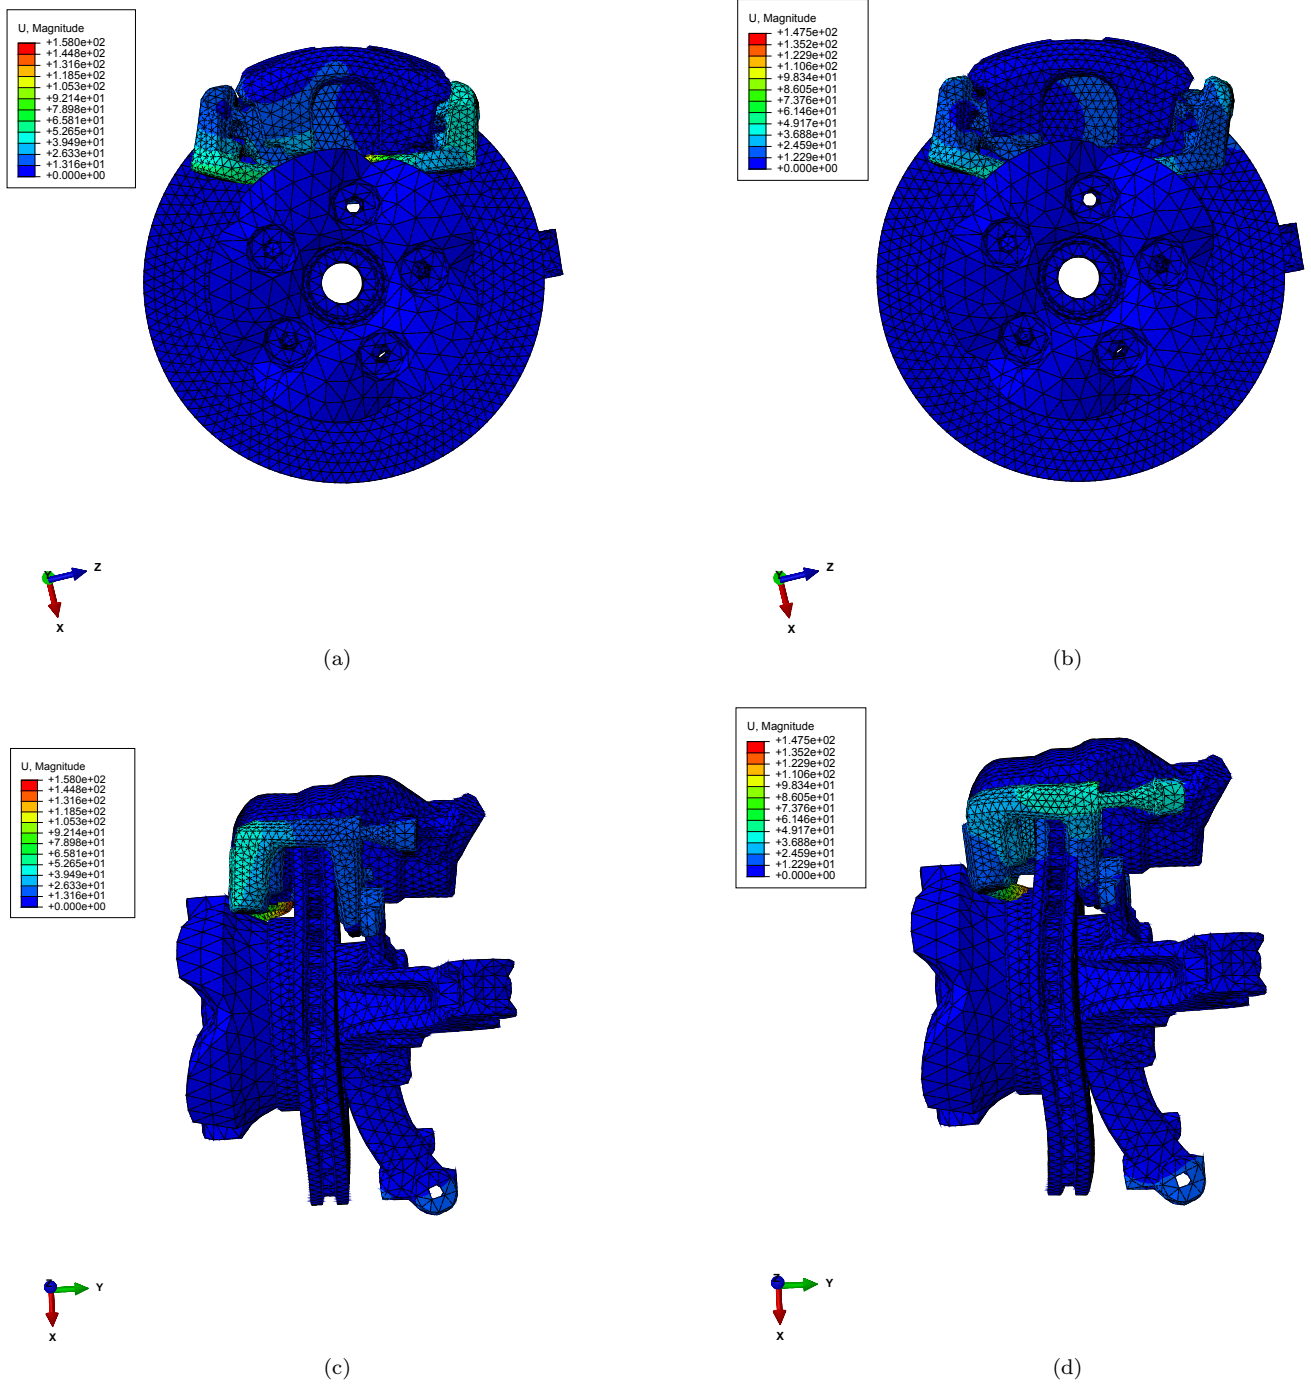 U, Magnitude
+1.580e+02
+1.448e+02
+1.316e+02
+1.185e+02
+1.053e+02
+9.214e+01
+7.898e+01
+6.581e+01
+5.265e+01
+3.949e+01
+2.633e+01
+1.316e+01
+0.000e+00
Y
Z
X
(a)
U, Magnitude
+1.475e+02
+1.352e+02
+1.229e+02
+1.106e+02
+9.834e+01
+8.605e+01
+7.376e+01
+6.146e+01
+4.917e+01
+3.688e+01
+2.459e+01
+1.229e+01
+0.000e+00
Y
Z
X
(b)
U, Magnitude
+1.580e+02
+1.448e+02
+1.316e+02
+1.185e+02
+1.053e+02
+9.214e+01
+7.898e+01
+6.581e+01
+5.265e+01
+3.949e+01
+2.633e+01
+1.316e+01
+0.000e+00
Z
Y
X
(c)
U, Magnitude
+1.475e+02
+1.352e+02
+1.229e+02
+1.106e+02
+9.834e+01
+8.605e+01
+7.376e+01
+6.146e+01
+4.917e+01
+3.688e+01
+2.459e+01
+1.229e+01
+0.000e+00
Z
Y
X
(d)